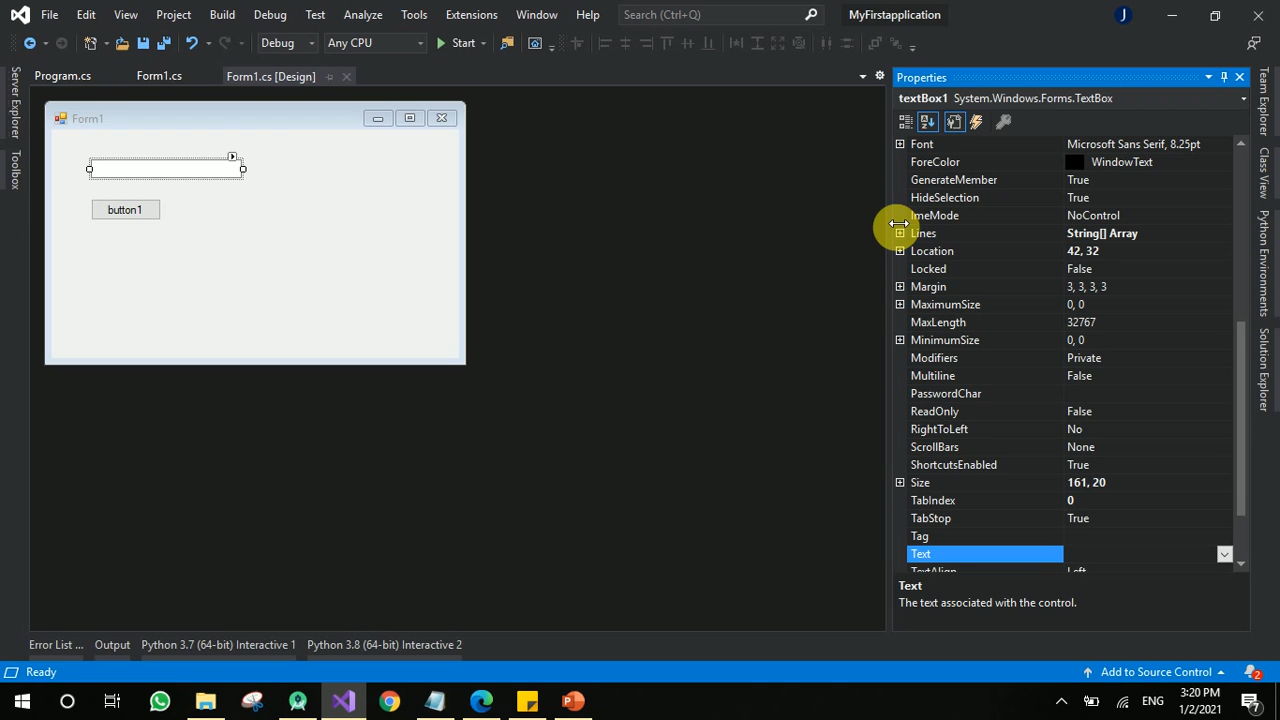 File Edit View Project Build Debug Test Analyze Tools Extensions Window Help Search (Ctrl+Q) MyFirstapplication J
Debug Any CPU Start
Server Explorer
Toolbox
Program.cs Form1.cs Form1.cs [Design]
Form1
button1
Properties
textBox1 System.Windows.Forms.TextBox
Font Microsoft Sans Serif, 8.25pt
ForeColor WindowText
GenerateMember True
HideSelection True
ImeMode NoControl
Lines String[] Array
Location 42, 32
Locked False
Margin 3, 3, 3, 3
MaximumSize 0, 0
MaxLength 32767
MinimumSize 0, 0
Modifiers Private
Multiline False
PasswordChar
ReadOnly False
RightToLeft No
ScrollBars None
ShortcutsEnabled True
Size 161, 20
TabIndex 0
TabStop True
Tag
Text
TextAlign Left
Text
The text associated with the control.
Team Explorer
Class View
Python Environments
Solution Explorer
Error List ... Output Python 3.7 (64-bit) Interactive 1 Python 3.8 (64-bit) Interactive 2
Ready Add to Source Control 2
ENG 3:20 PM
1/2/2021 7